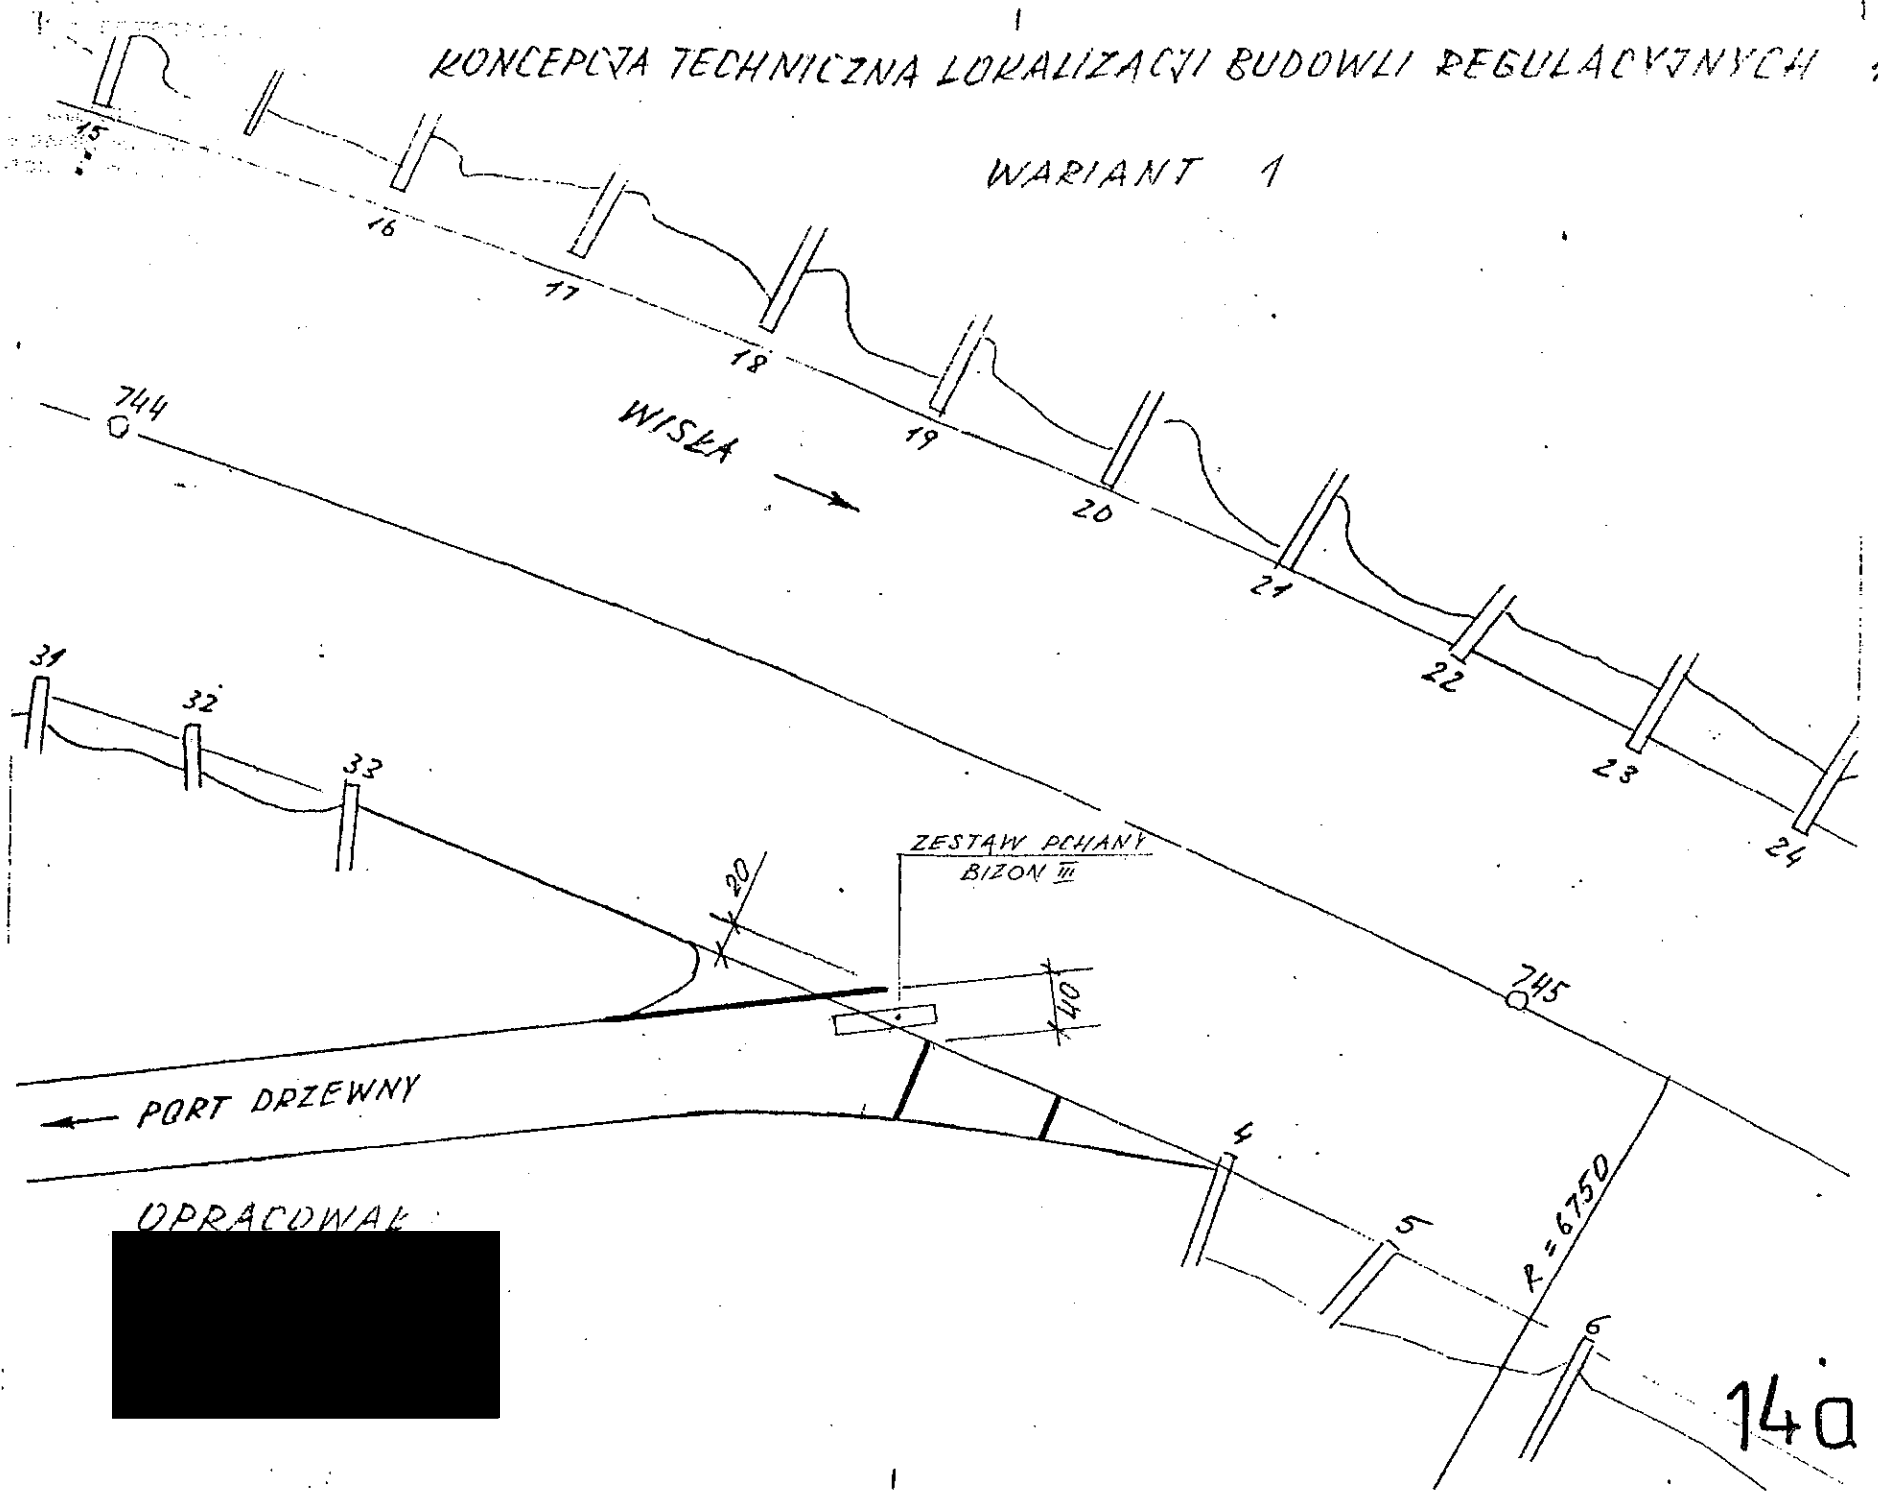 KONCEPCJA TECHNICZNA LOKALIZACJI BUDOWLI REGULACYJNYCH
WARIANT 1
15
16
17
18
19
20
21
22
23
24
744
WISŁA
31
32
33
ZESTAW PCHANY
BIZON III
20
40
745
PORT DRZEWNY
4
5
6
R = 6750
OPRACOWAŁ:
14a